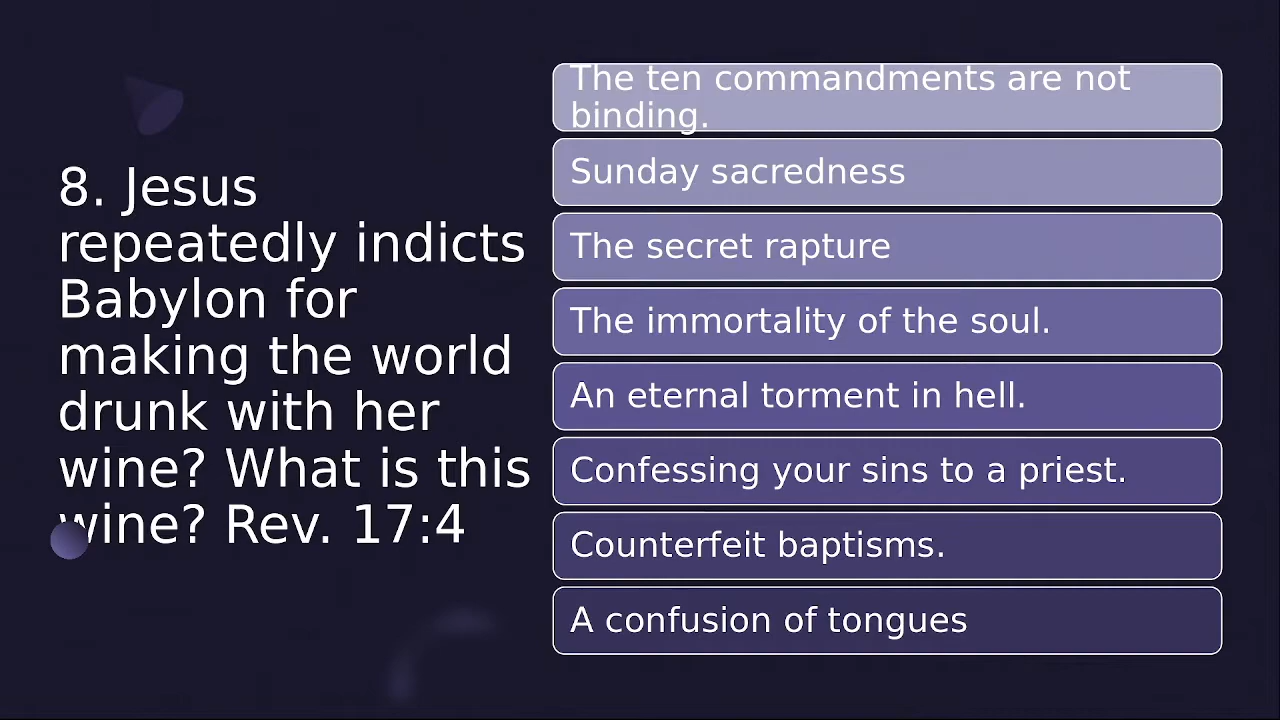 8. Jesus
repeatedly indicts
Babylon for
making the world
drunk with her
wine? What is this
wine? Rev. 17:4
The ten commandments are not
binding.
Sunday sacredness
The secret rapture
The immortality of the soul.
An eternal torment in hell.
Confessing your sins to a priest.
Counterfeit baptisms.
A confusion of tongues